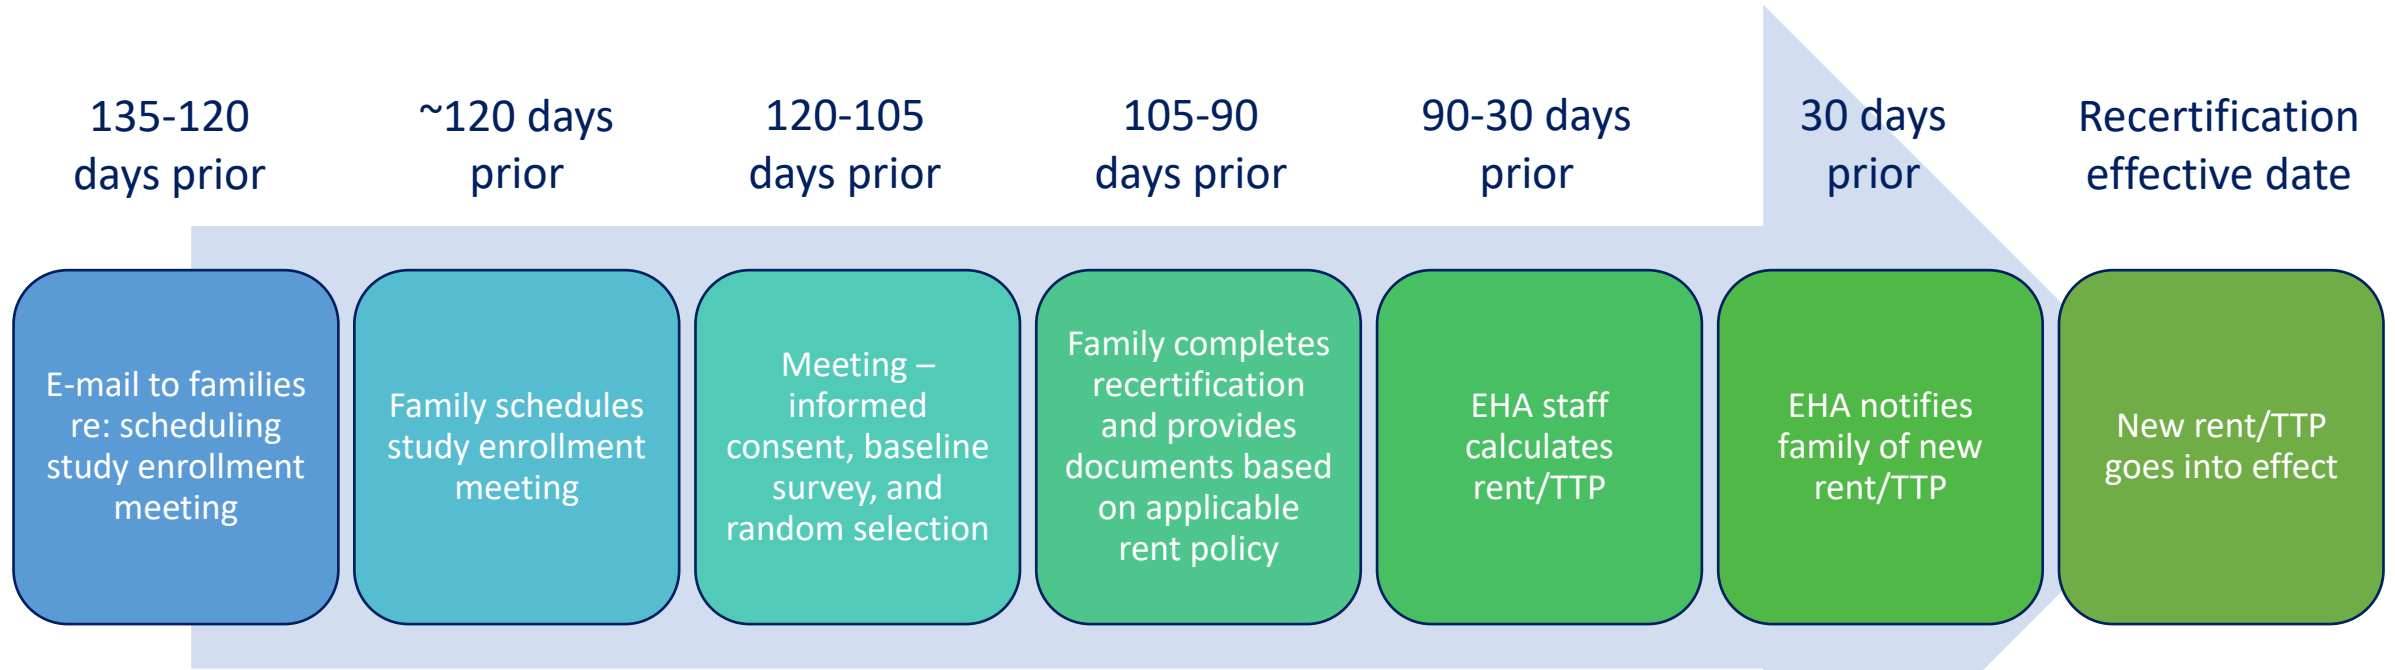 135-120
days prior
~120 days
prior
120-105
days prior
105-90
days prior
90-30 days
prior
30 days
prior
Recertification
effective date
E-mail to families
re: scheduling
study enrollment
meeting
Family schedules
study enrollment
meeting
Meeting –
informed
consent, baseline
survey, and
random selection
Family completes
recertification
and provides
documents based
on applicable
rent policy
EHA staff
calculates
rent/TTP
EHA notifies
family of new
rent/TTP
New rent/TTP
goes into effect